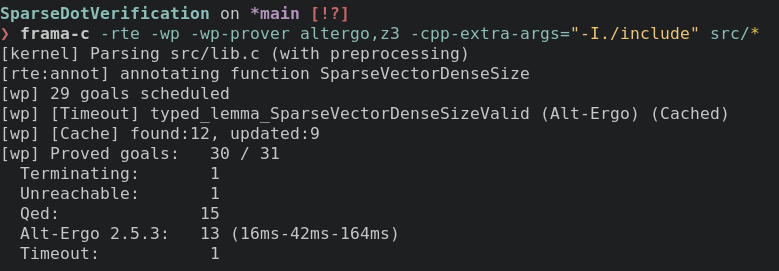 SparseDotVerification on *main [!?]
❯ frama-c -rte -wp -wp-prover altergo,z3 -cpp-extra-args="-I./include" src/*
[kernel] Parsing src/lib.c (with preprocessing)
[rte:annot] annotating function SparseVectorDenseSize
[wp] 29 goals scheduled
[wp] [Timeout] typed_lemma_SparseVectorDenseSizeValid (Alt-Ergo) (Cached)
[wp] [Cache] found:12, updated:9
[wp] Proved goals:   30 / 31
  Terminating:       1
  Unreachable:       1
  Qed:              15
  Alt-Ergo 2.5.3:   13 (16ms-42ms-164ms)
  Timeout:           1